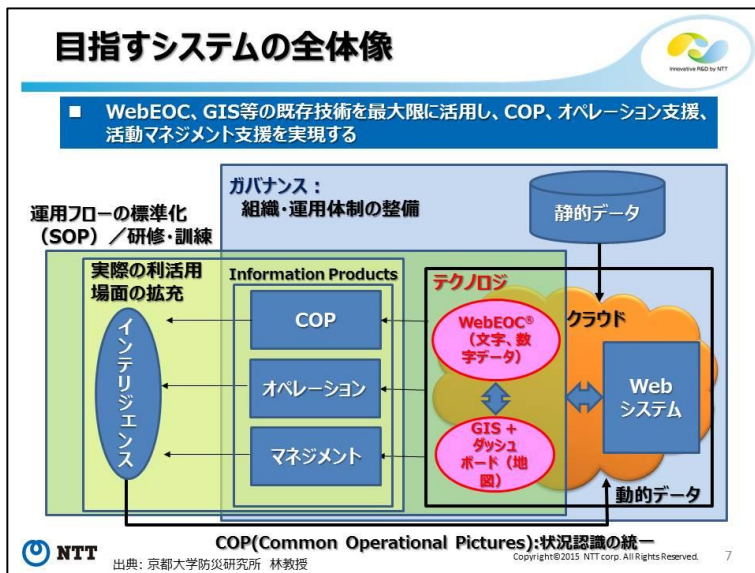 目指すシステムの全体像
Innovative R&D by NTT
■ WebEOC、GIS等の既存技術を最大限に活用し、COP、オペレーション支援、
活動マネジメント支援を実現する
ガバナンス：
組織・運用体制の整備
静的データ
運用フローの標準化
（SOP）／研修・訓練
実際の利活用
場面の拡充
Information Products
テクノロジ
インテリジェンス
COP
オペレーション
マネジメント
WebEOC®
（文字、数
字データ）
GIS +
ダッシュ
ボード（地
図）
クラウド
Web
システム
動的データ
COP(Common Operational Pictures):状況認識の統一
NTT
出典: 京都大学防災研究所 林教授
Copyright©2015 NTT corp. All Rights Reserved.
7